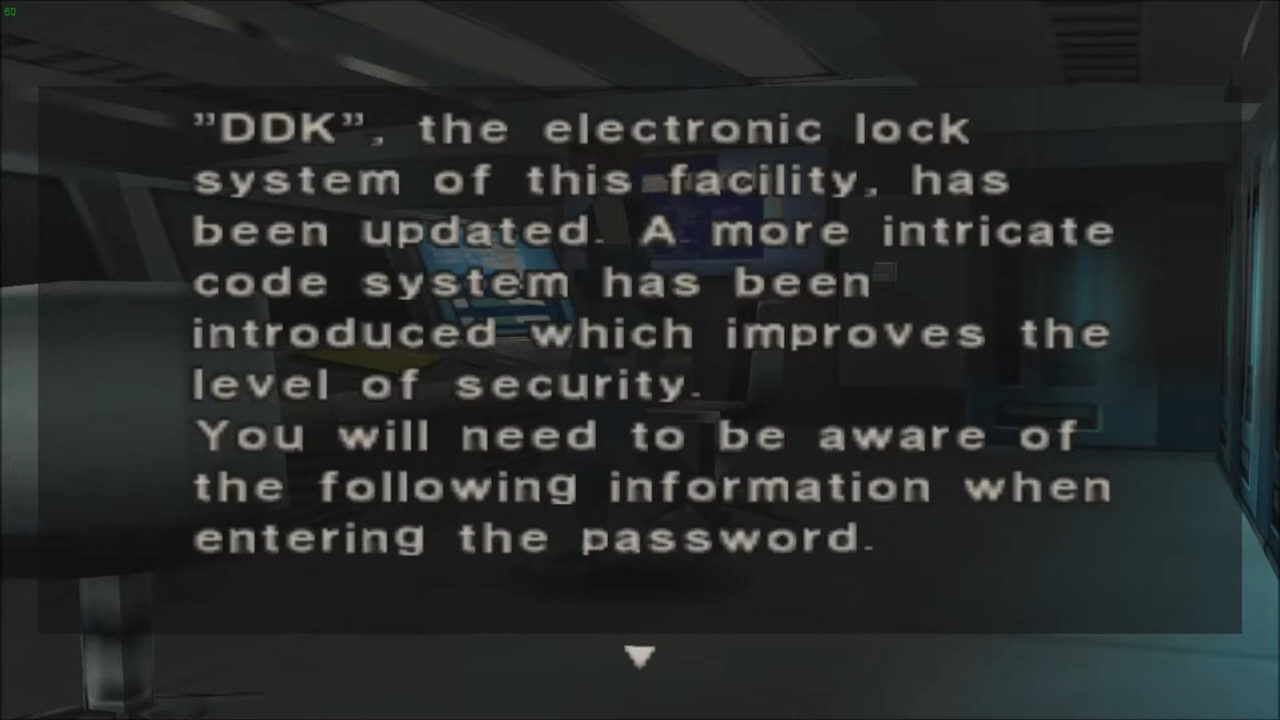 60
"DDK", the electronic lock
system of this facility, has
been updated. A more intricate
code system has been
introduced which improves the
level of security.
You will need to be aware of
the following information when
entering the password.